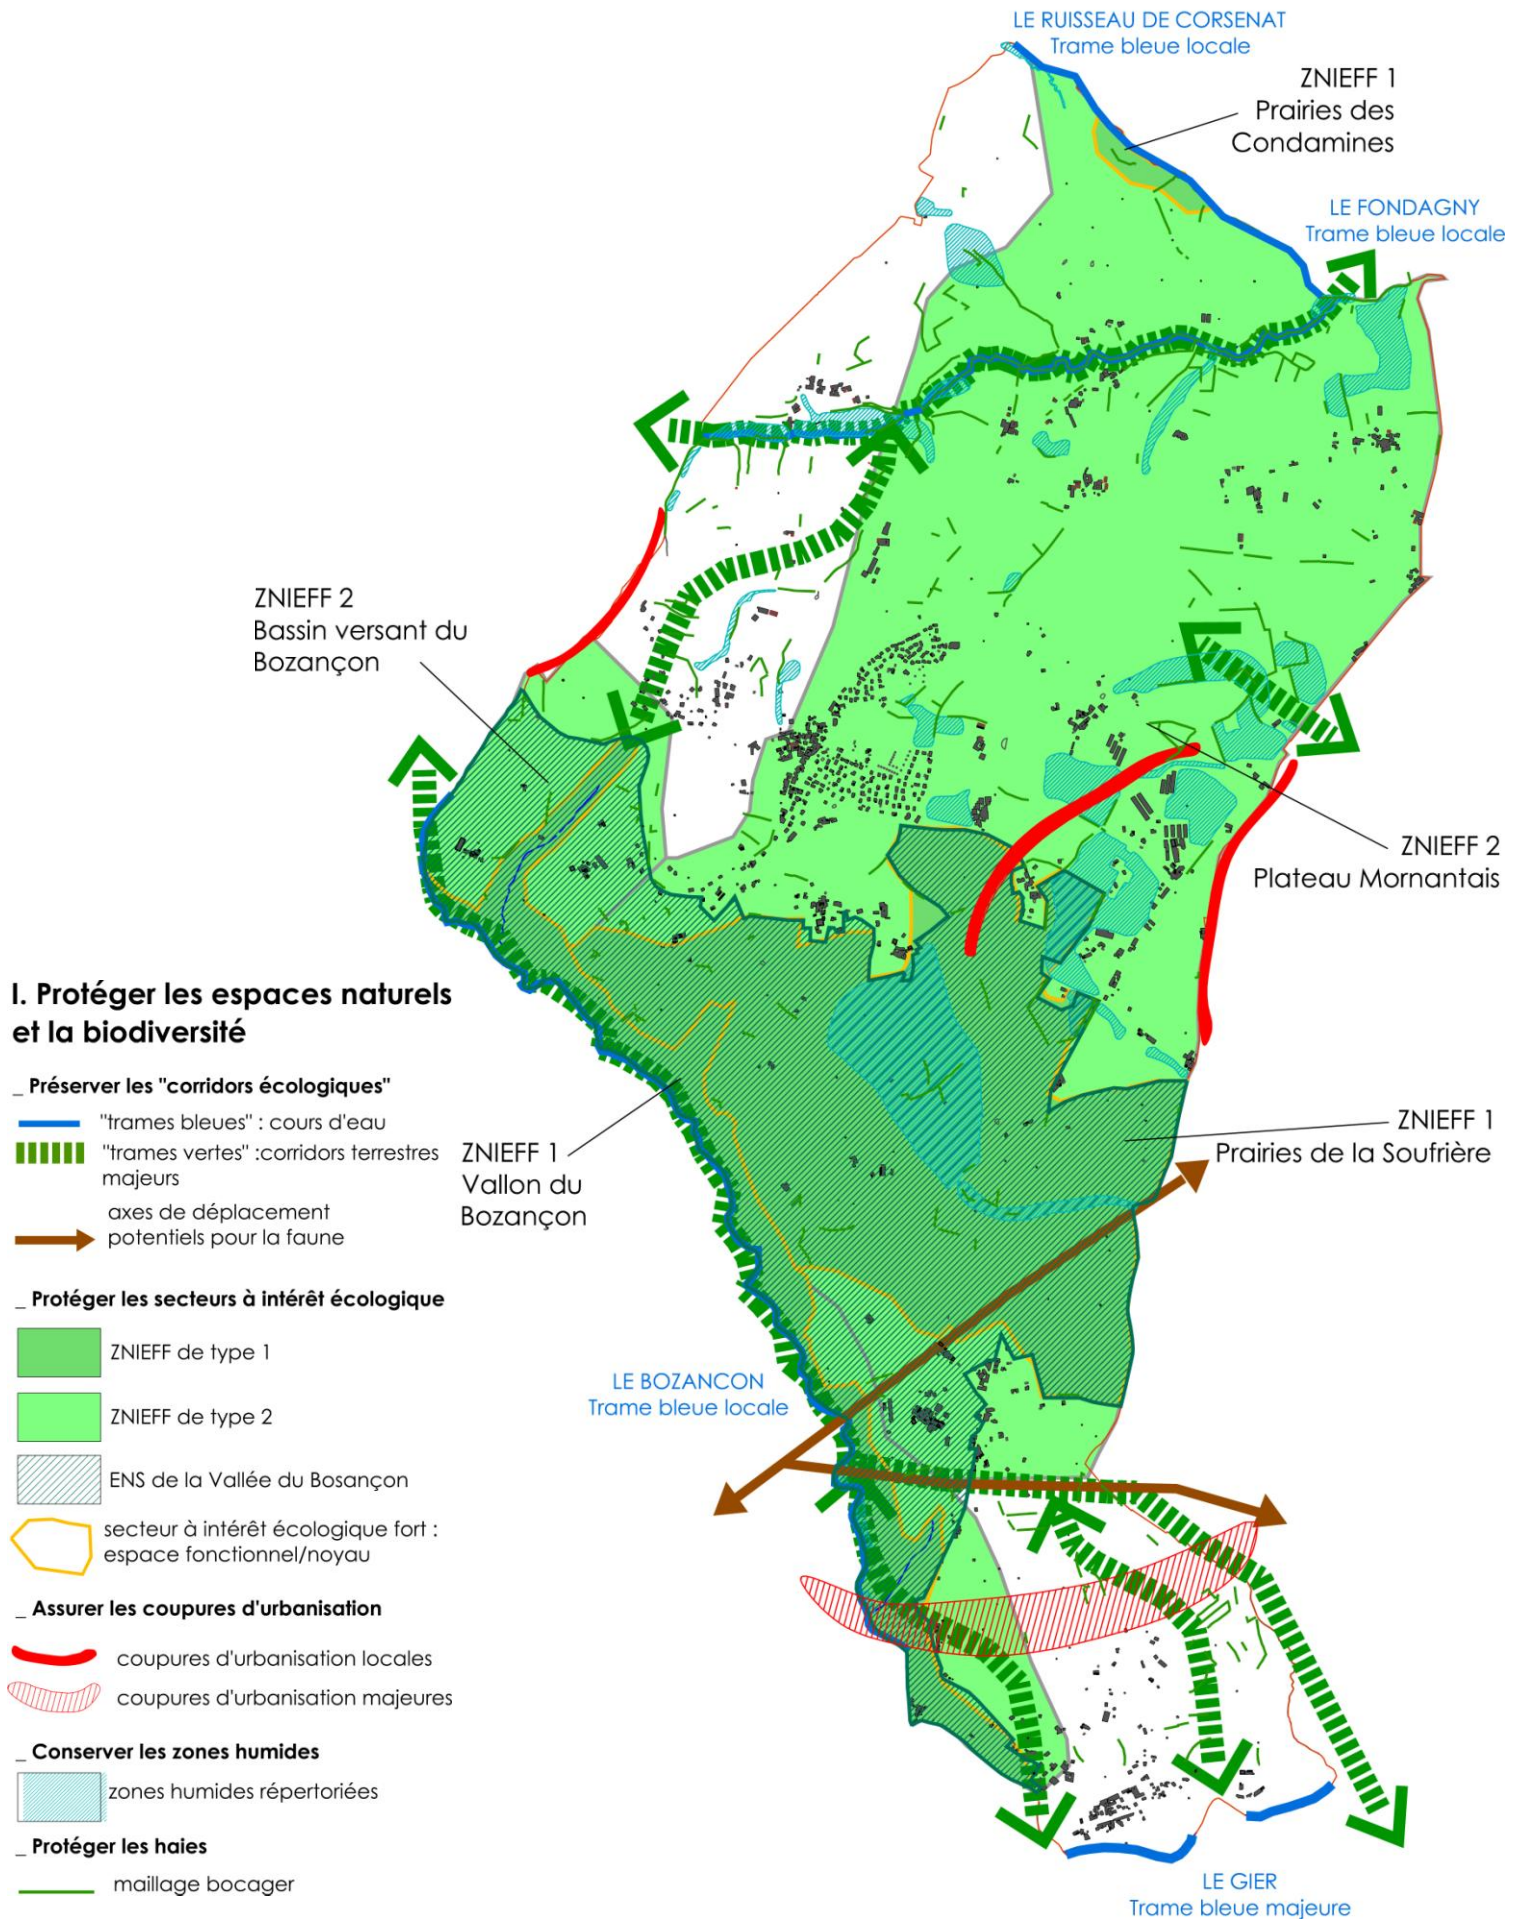 LE RUISSEAU DE CORSENAT
Trame bleue locale
ZNIEFF 1
Prairies des
Condamines
LE FONDAGNY
Trame bleue locale
ZNIEFF 2
Bassin versant du
Bozançon
ZNIEFF 2
Plateau Mornantais
I. Protéger les espaces naturels
et la biodiversité
_ Préserver les "corridors écologiques"
"trames bleues" : cours d'eau
"trames vertes" :corridors terrestres
majeurs
axes de déplacement
potentiels pour la faune
ZNIEFF 1
Vallon du
Bozançon
ZNIEFF 1
Prairies de la Soufrière
_ Protéger les secteurs à intérêt écologique
ZNIEFF de type 1
ZNIEFF de type 2
ENS de la Vallée du Bosançon
secteur à intérêt écologique fort :
espace fonctionnel/noyau
LE BOZANCON
Trame bleue locale
_ Assurer les coupures d'urbanisation
coupures d'urbanisation locales
coupures d'urbanisation majeures
_ Conserver les zones humides
zones humides répertoriées
_ Protéger les haies
maillage bocager
LE GIER
Trame bleue majeure